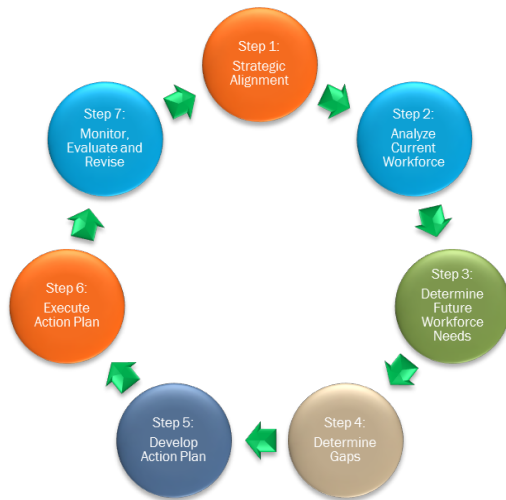 Step 1:
Strategic
Alignment
Step 2:
Analyze
Current
Workforce
Step 3:
Determine
Future
Workforce
Needs
Step 4:
Determine
Gaps
Step 5:
Develop
Action Plan
Step 6:
Execute
Action Plan
Step 7:
Monitor,
Evaluate and
Revise